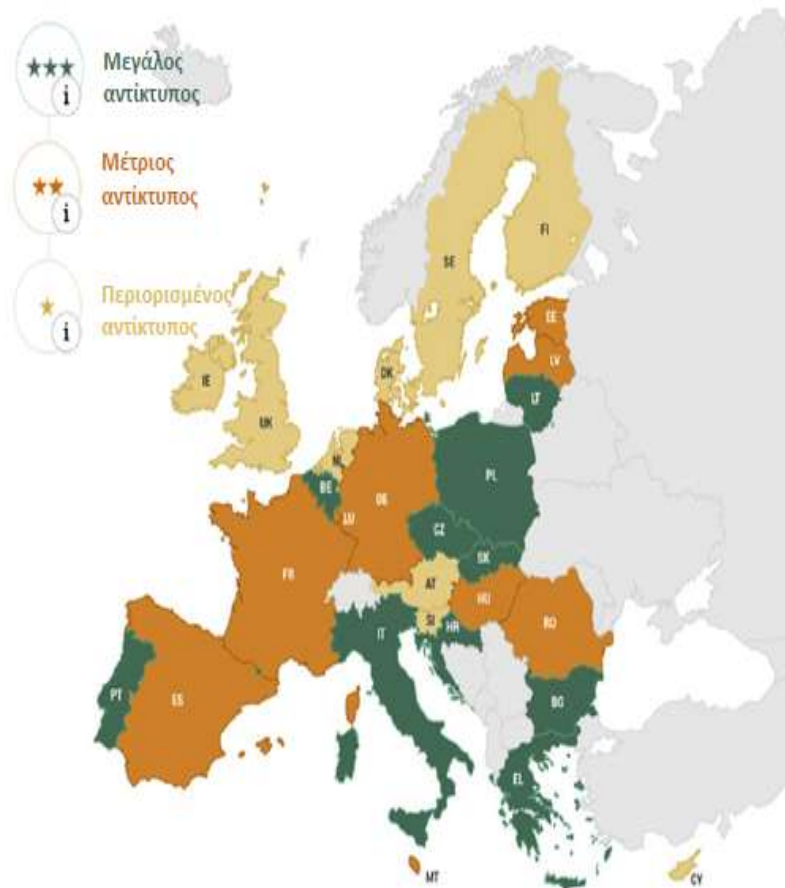 ★★★ Μεγάλος
αντίκτυπος
i
★★ Μέτριος
αντίκτυπος
i
★ Περιορισμένος
αντίκτυπος
i
FI
SE
EE
LV
DK
LT
IE
UK
NL
PL
BE
DE
LU
CZ
SK
FR
AT
HU
SI
RO
HR
IT
PT
ES
BG
EL
MT
CY